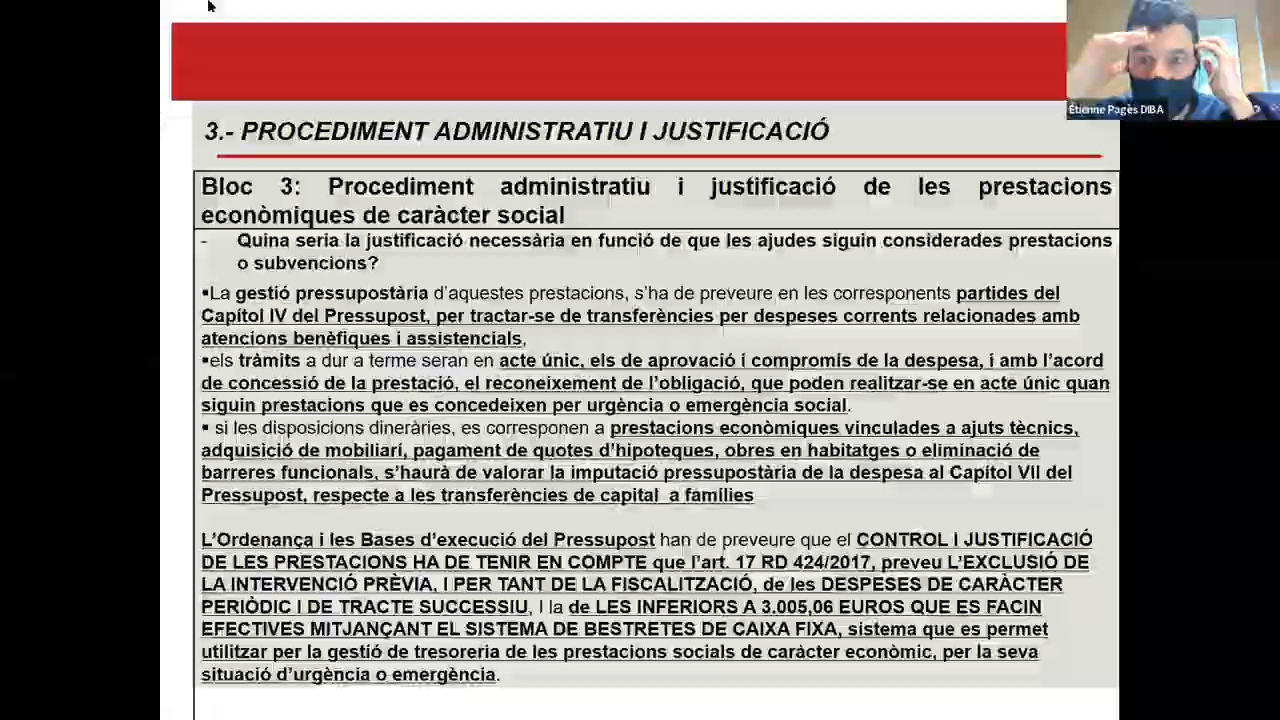 Étienne Pagès DIBA
3.- PROCEDIMENT ADMINISTRATIU I JUSTIFICACIÓ
Bloc 3: Procediment administratiu i justificació de les prestacions
econòmiques de caràcter social
- Quina seria la justificació necessària en funció de que les ajudes siguin considerades prestacions
o subvencions?
▪La gestió pressupostària d’aquestes prestacions, s’ha de preveure en les corresponents partides del
Capítol IV del Pressupost, per tractar-se de transferències per despeses corrents relacionades amb
atencions benèfiques i assistencials,
▪els tràmits a dur a terme seran en acte únic, els de aprovació i compromís de la despesa, i amb l’acord
de concessió de la prestació, el reconeixement de l’obligació, que poden realitzar-se en acte únic quan
siguin prestacions que es concedeixen per urgència o emergència social.
▪ si les disposicions dineràries, es corresponen a prestacions econòmiques vinculades a ajuts tècnics,
adquisició de mobiliari, pagament de quotes d’hipoteques, obres en habitatges o eliminació de
barreres funcionals, s’haurà de valorar la imputació pressupostària de la despesa al Capítol VII del
Pressupost, respecte a les transferències de capital a famílies
L’Ordenança i les Bases d’execució del Pressupost han de preveure que el CONTROL I JUSTIFICACIÓ
DE LES PRESTACIONS HA DE TENIR EN COMPTE que l’art. 17 RD 424/2017, preveu L’EXCLUSIÓ DE
LA INTERVENCIÓ PRÈVIA, I PER TANT DE LA FISCALITZACIÓ, de les DESPESES DE CARÀCTER
PERIÒDIC I DE TRACTE SUCCESSIU, I la de LES INFERIORS A 3.005,06 EUROS QUE ES FACIN
EFECTIVES MITJANÇANT EL SISTEMA DE BESTRETES DE CAIXA FIXA, sistema que es permet
utilitzar per la gestió de tresoreria de les prestacions socials de caràcter econòmic, per la seva
situació d’urgència o emergència.